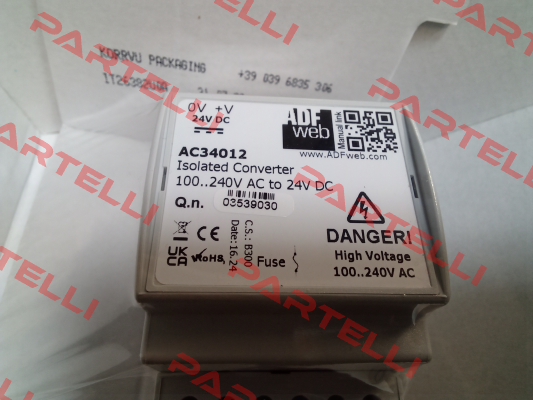 KORRVU PACKAGING
+39 039 6835 306
0V +V
24V DC
ADF
web
Manual link
www.ADFweb.com
AC34012
Isolated Converter
100..240V AC to 24V DC
Q.n. 03539030
C.S.: B300
Date: 16.24
UK
CA
RoHS
CE
Fuse
DANGER!
High Voltage
100..240V AC
PARTELLI
PARTELLI
PARTELLI
PARTELLI
PARTELLI